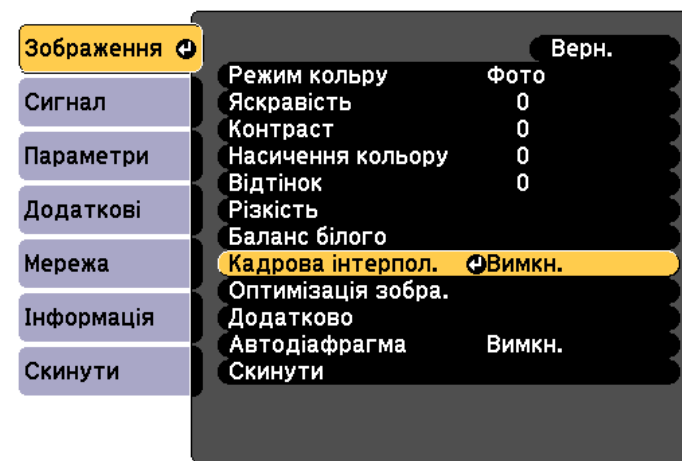 Зображення
Сигнал
Параметри
Додаткові
Мережа
Інформація
Скинути
Верн.
Режим кольру Фото
Яскравість 0
Контраст 0
Насичення кольору 0
Відтінок 0
Різкість
Баланс білого
Кадрова інтерпол. Вимкн.
Оптимізація зобра.
Додатково
Автодіафрагма Вимкн.
Скинути